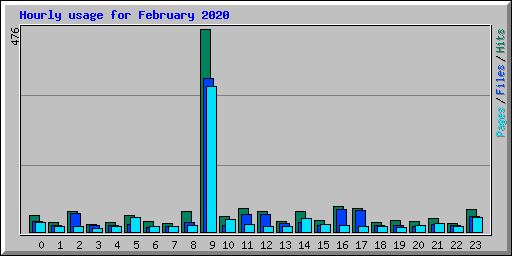 Hourly usage for February 2020
476
Pages / Files / Hits
0 1 2 3 4 5 6 7 8 9 10 11 12 13 14 15 16 17 18 19 20 21 22 23